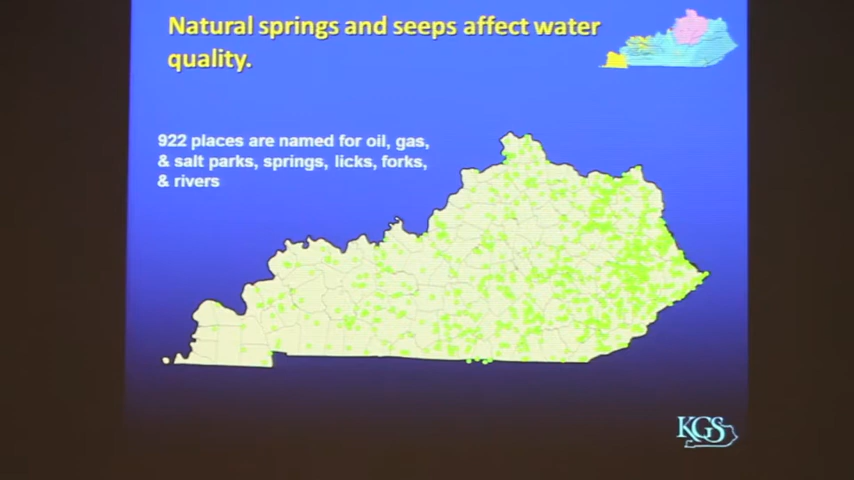 Natural springs and seeps affect water
quality.
922 places are named for oil, gas,
& salt parks, springs, licks, forks,
& rivers
KGS